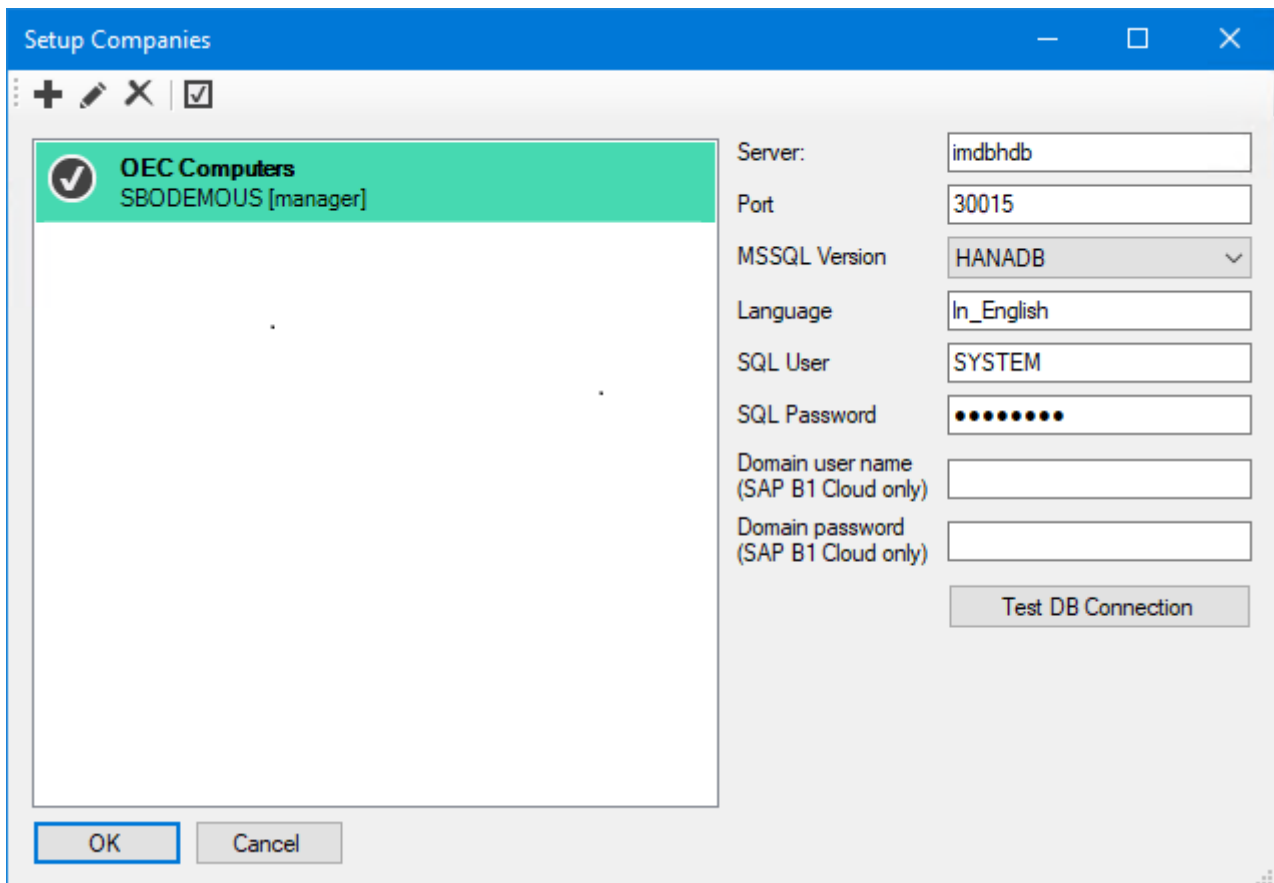 Setup Companies
OEC Computers
SBODEMOUS [manager]
Server:
imdbhdb
Port
30015
MSSQL Version
HANADB
Language
ln_English
SQL User
SYSTEM
SQL Password
••••••••
Domain user name
(SAP B1 Cloud only)
Domain password
(SAP B1 Cloud only)
Test DB Connection
OK
Cancel